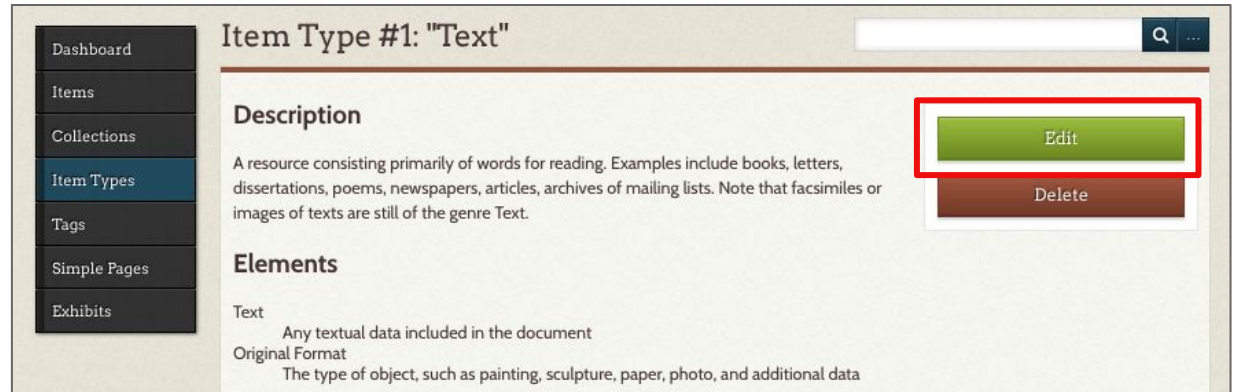 Dashboard
Items
Collections
Item Types
Tags
Simple Pages
Exhibits
Item Type #1: "Text"
...
Description
A resource consisting primarily of words for reading. Examples include books, letters,
dissertations, poems, newspapers, articles, archives of mailing lists. Note that facsimiles or
images of texts are still of the genre Text.
Elements
Text
Any textual data included in the document
Original Format
The type of object, such as painting, sculpture, paper, photo, and additional data
Edit
Delete